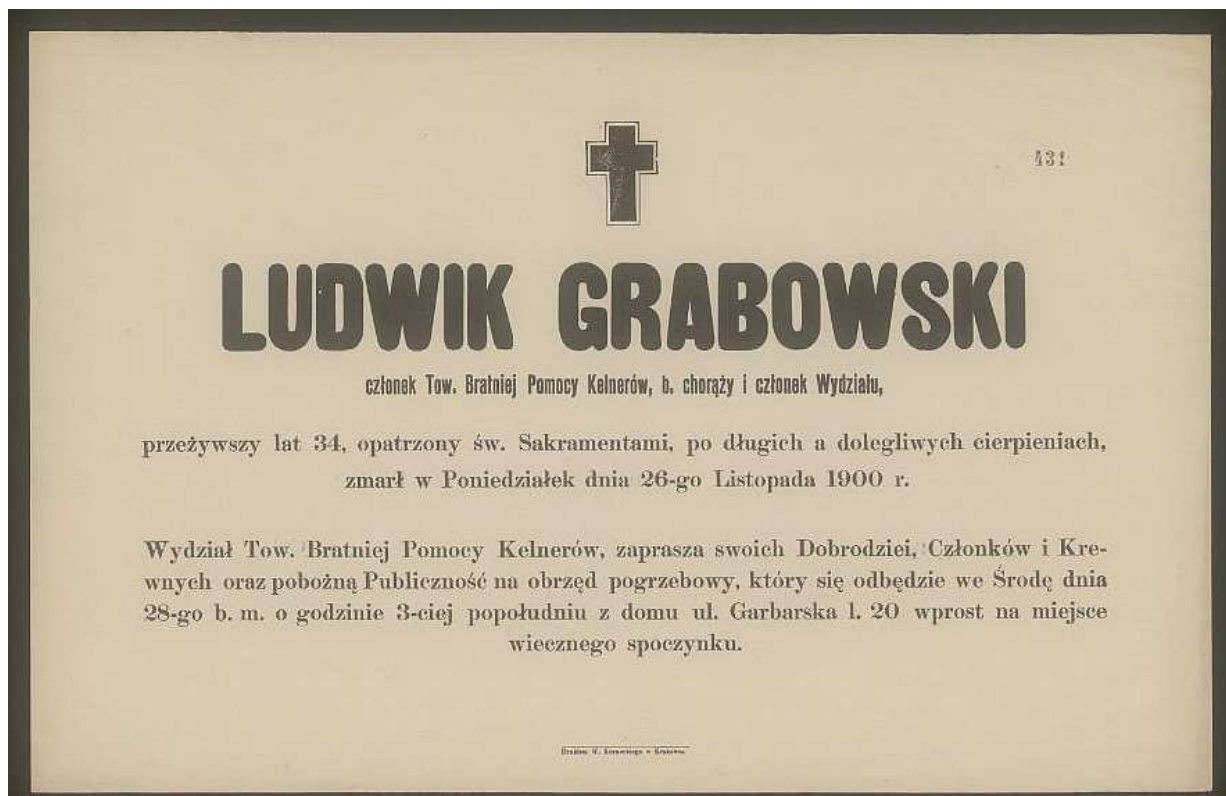 431
LUDWIK GRABOWSKI
członek Tow. Bratniej Pomocy Kelnerów, b. chorąży i członek Wydziału,
przeżywszy lat 34, opatrzony św. Sakramentami, po długich a dolegliwych cierpieniach,
zmarł w Poniedziałek dnia 26-go Listopada 1900 r.
Wydział Tow. Bratniej Pomocy Kelnerów, zaprasza swoich Dobrodziei, Członków i Kre-
wnych oraz pobożną Publiczność na obrzęd pogrzebowy, który się odbędzie we Środę dnia
28-go b. m. o godzinie 3-ciej popołudniu z domu ul. Garbarska l. 20 wprost na miejsce
wiecznego spoczynku.
W. Korneckiego w Krakowie.